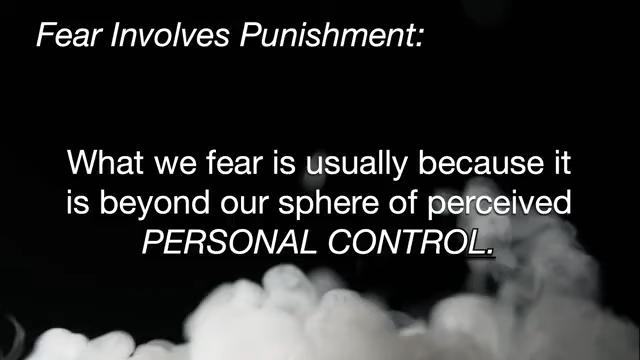 Fear Involves Punishment:
What we fear is usually because it
is beyond our sphere of perceived
PERSONAL CONTROL.